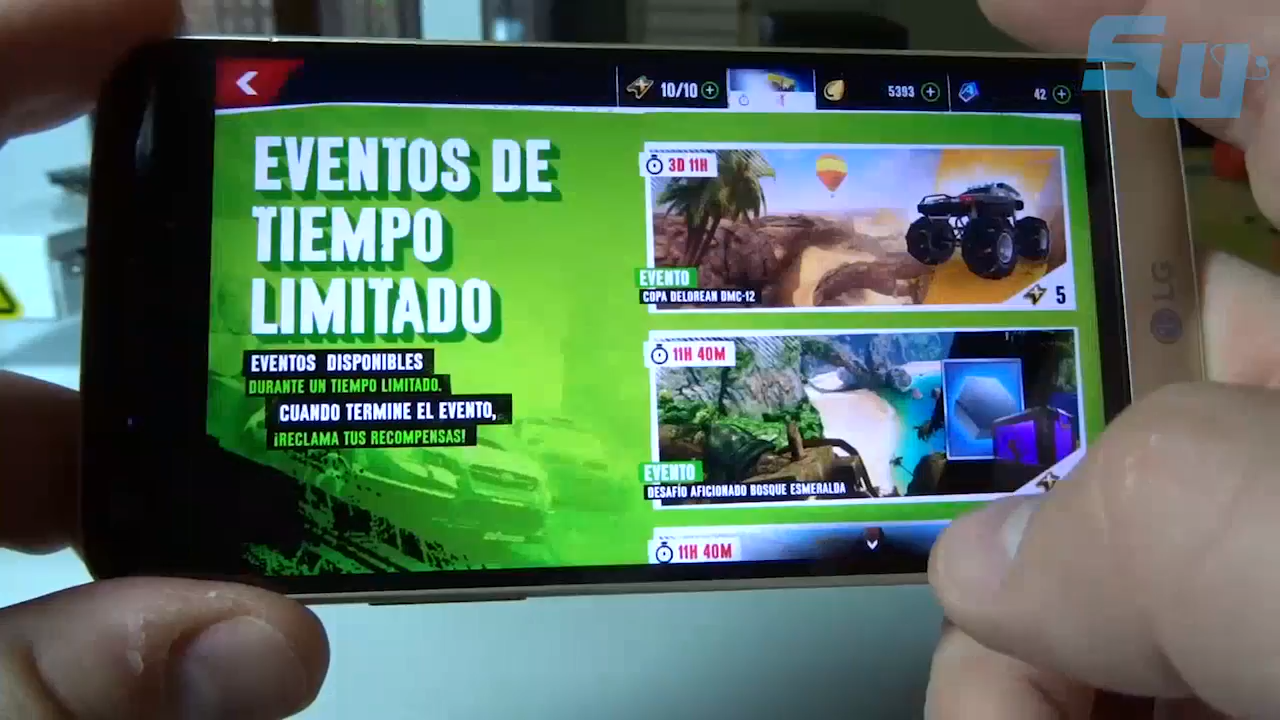 SW
10/10
5393
42
EVENTOS DE
TIEMPO
LIMITADO
EVENTOS DISPONIBLES
DURANTE UN TIEMPO LIMITADO.
CUANDO TERMINE EL EVENTO,
¡RECLAMA TUS RECOMPENSAS!
3D 11H
EVENTO
COPA DELOREAN DMC-12
5
11H 40M
EVENTO
DESAFÍO AFICIONADO BOSQUE ESMERALDA
11H 40M
LG